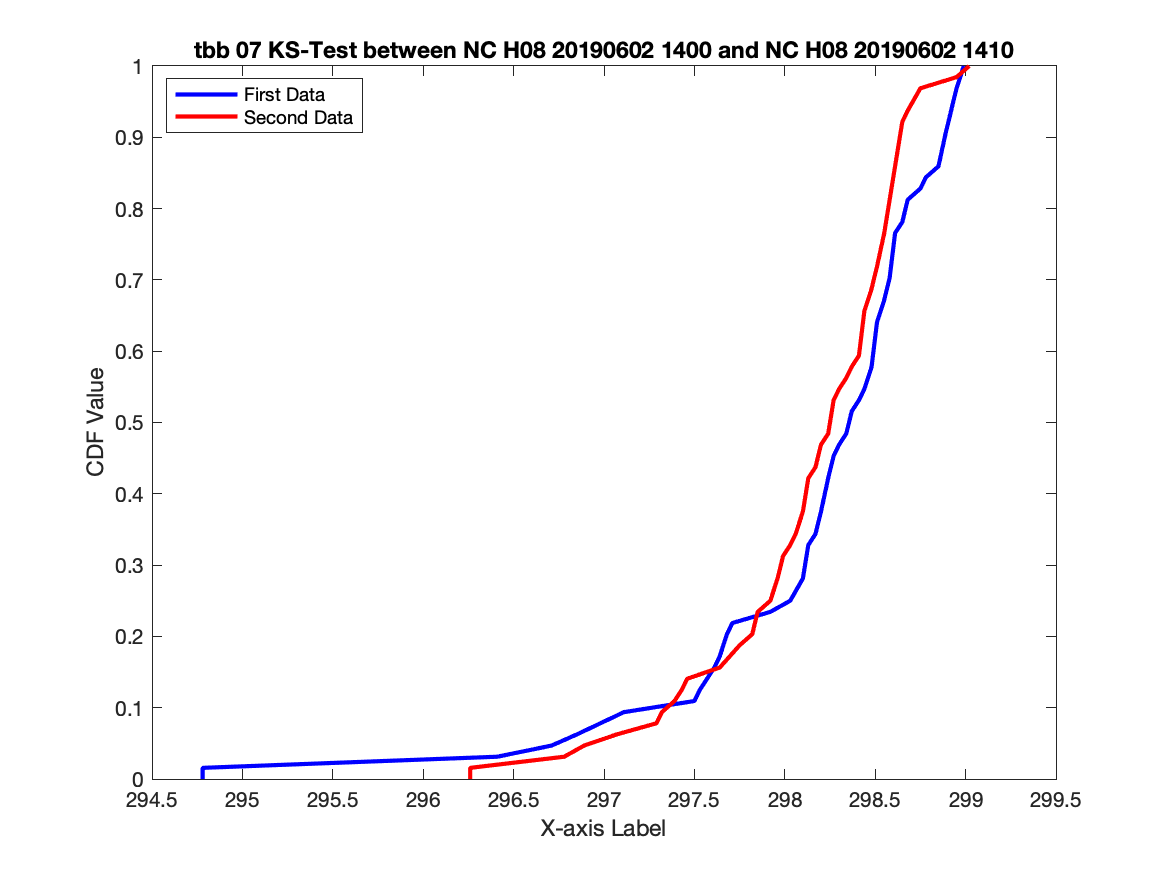 tbb 07 KS-Test between NC H08 20190602 1400 and NC H08 20190602 1410
First Data
Second Data
1
0.9
0.8
0.7
0.6
0.5
0.4
0.3
0.2
0.1
0
CDF Value
294.5 295 295.5 296 296.5 297 297.5 298 298.5 299 299.5
X-axis Label